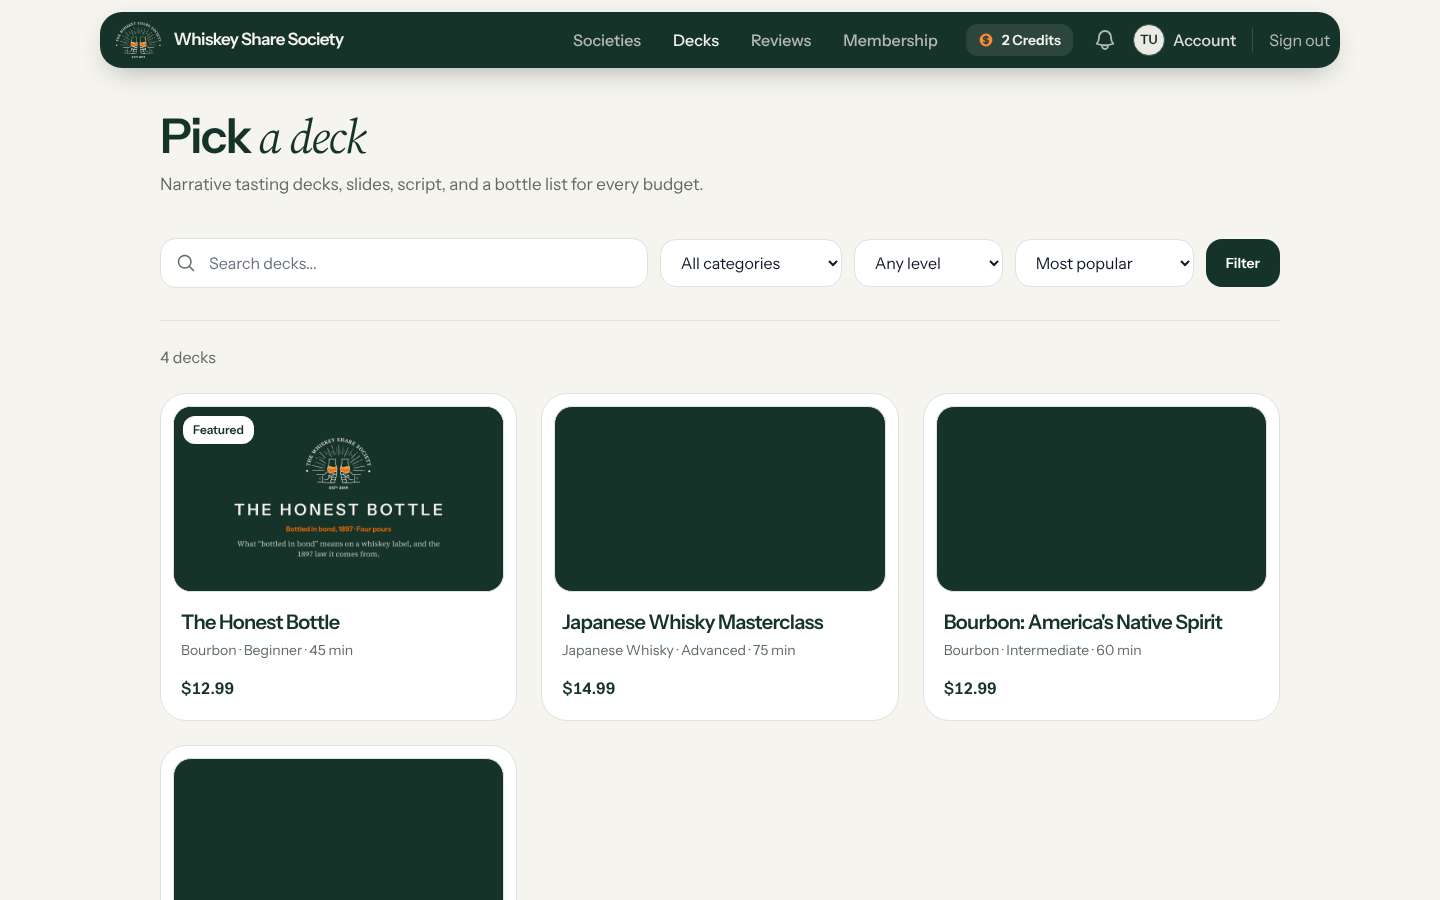 Whiskey Share Society
Societies
Decks
Reviews
Membership
2 Credits
TU
Account
Sign out
Pick a deck
Narrative tasting decks, slides, script, and a bottle list for every budget.
Search decks...
All categories
Any level
Most popular
Filter
4 decks
Featured
THE WHISKEY SHARE SOCIETY
THE HONEST BOTTLE
Bottled in bond, 1897 · Four pours
What "bottled in bond" means on a whiskey label, and the
1897 law it comes from.
The Honest Bottle
Bourbon · Beginner · 45 min
$12.99
Japanese Whisky Masterclass
Japanese Whisky · Advanced · 75 min
$14.99
Bourbon: America's Native Spirit
Bourbon · Intermediate · 60 min
$12.99